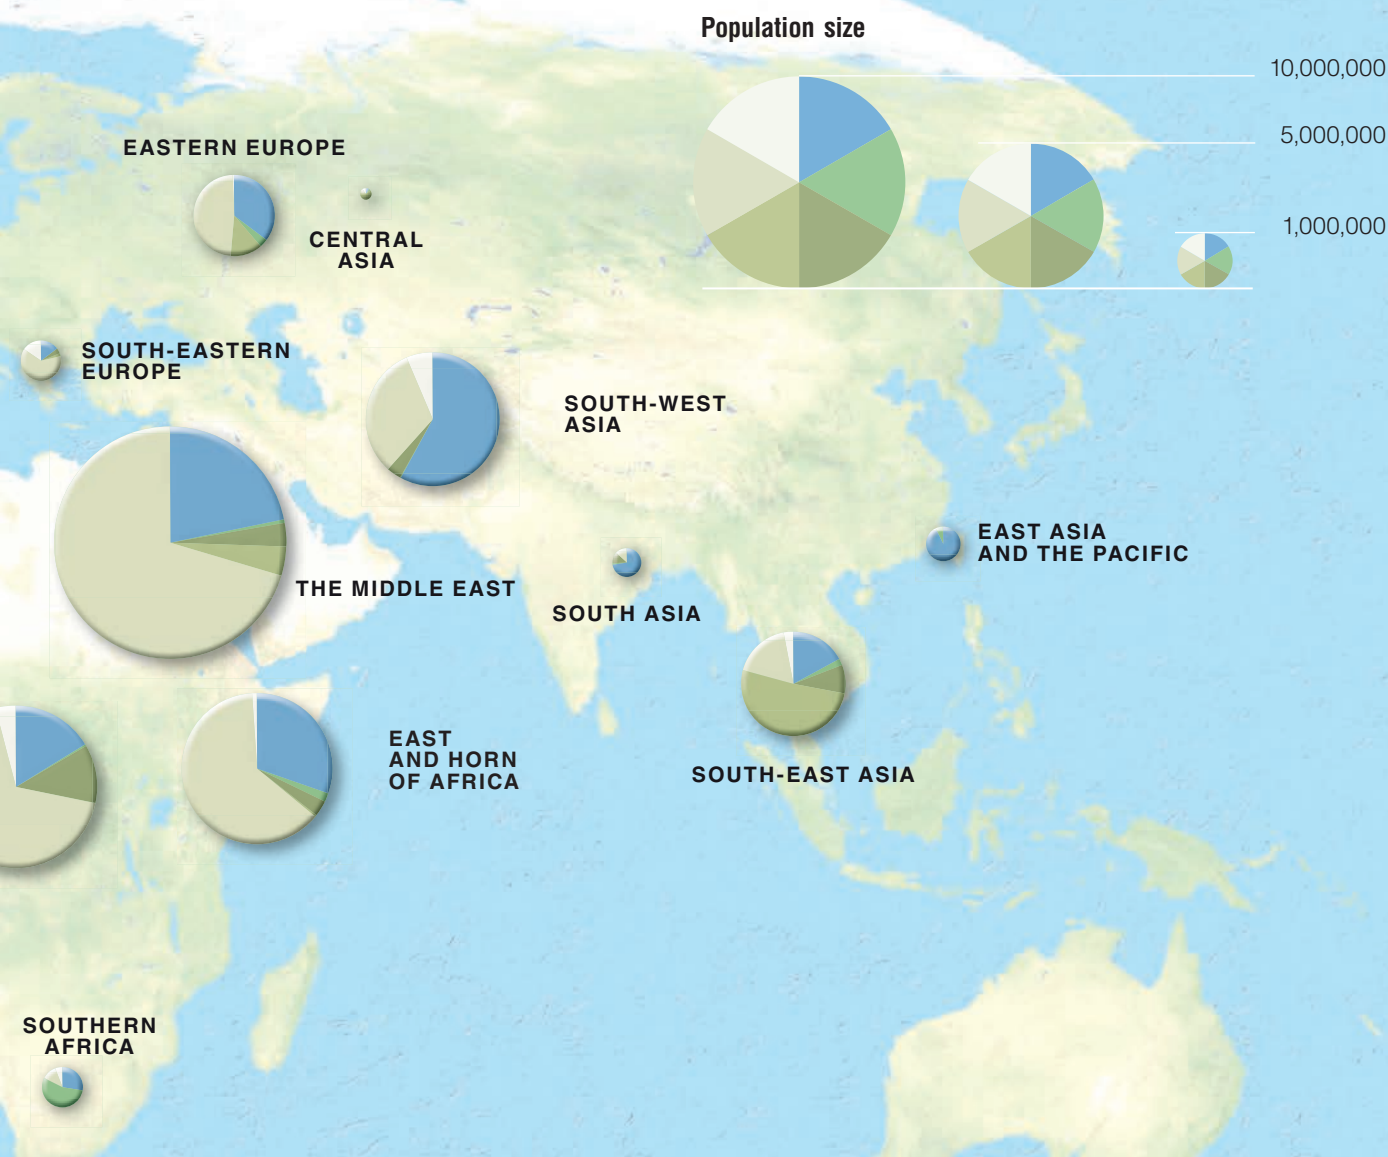 Population size
10,000,000
5,000,000
1,000,000
EASTERN EUROPE
CENTRAL
ASIA
SOUTH-EASTERN
EUROPE
SOUTH-WEST
ASIA
EAST ASIA
AND THE PACIFIC
THE MIDDLE EAST
SOUTH ASIA
EAST
AND HORN
OF AFRICA
SOUTH-EAST ASIA
SOUTHERN
AFRICA